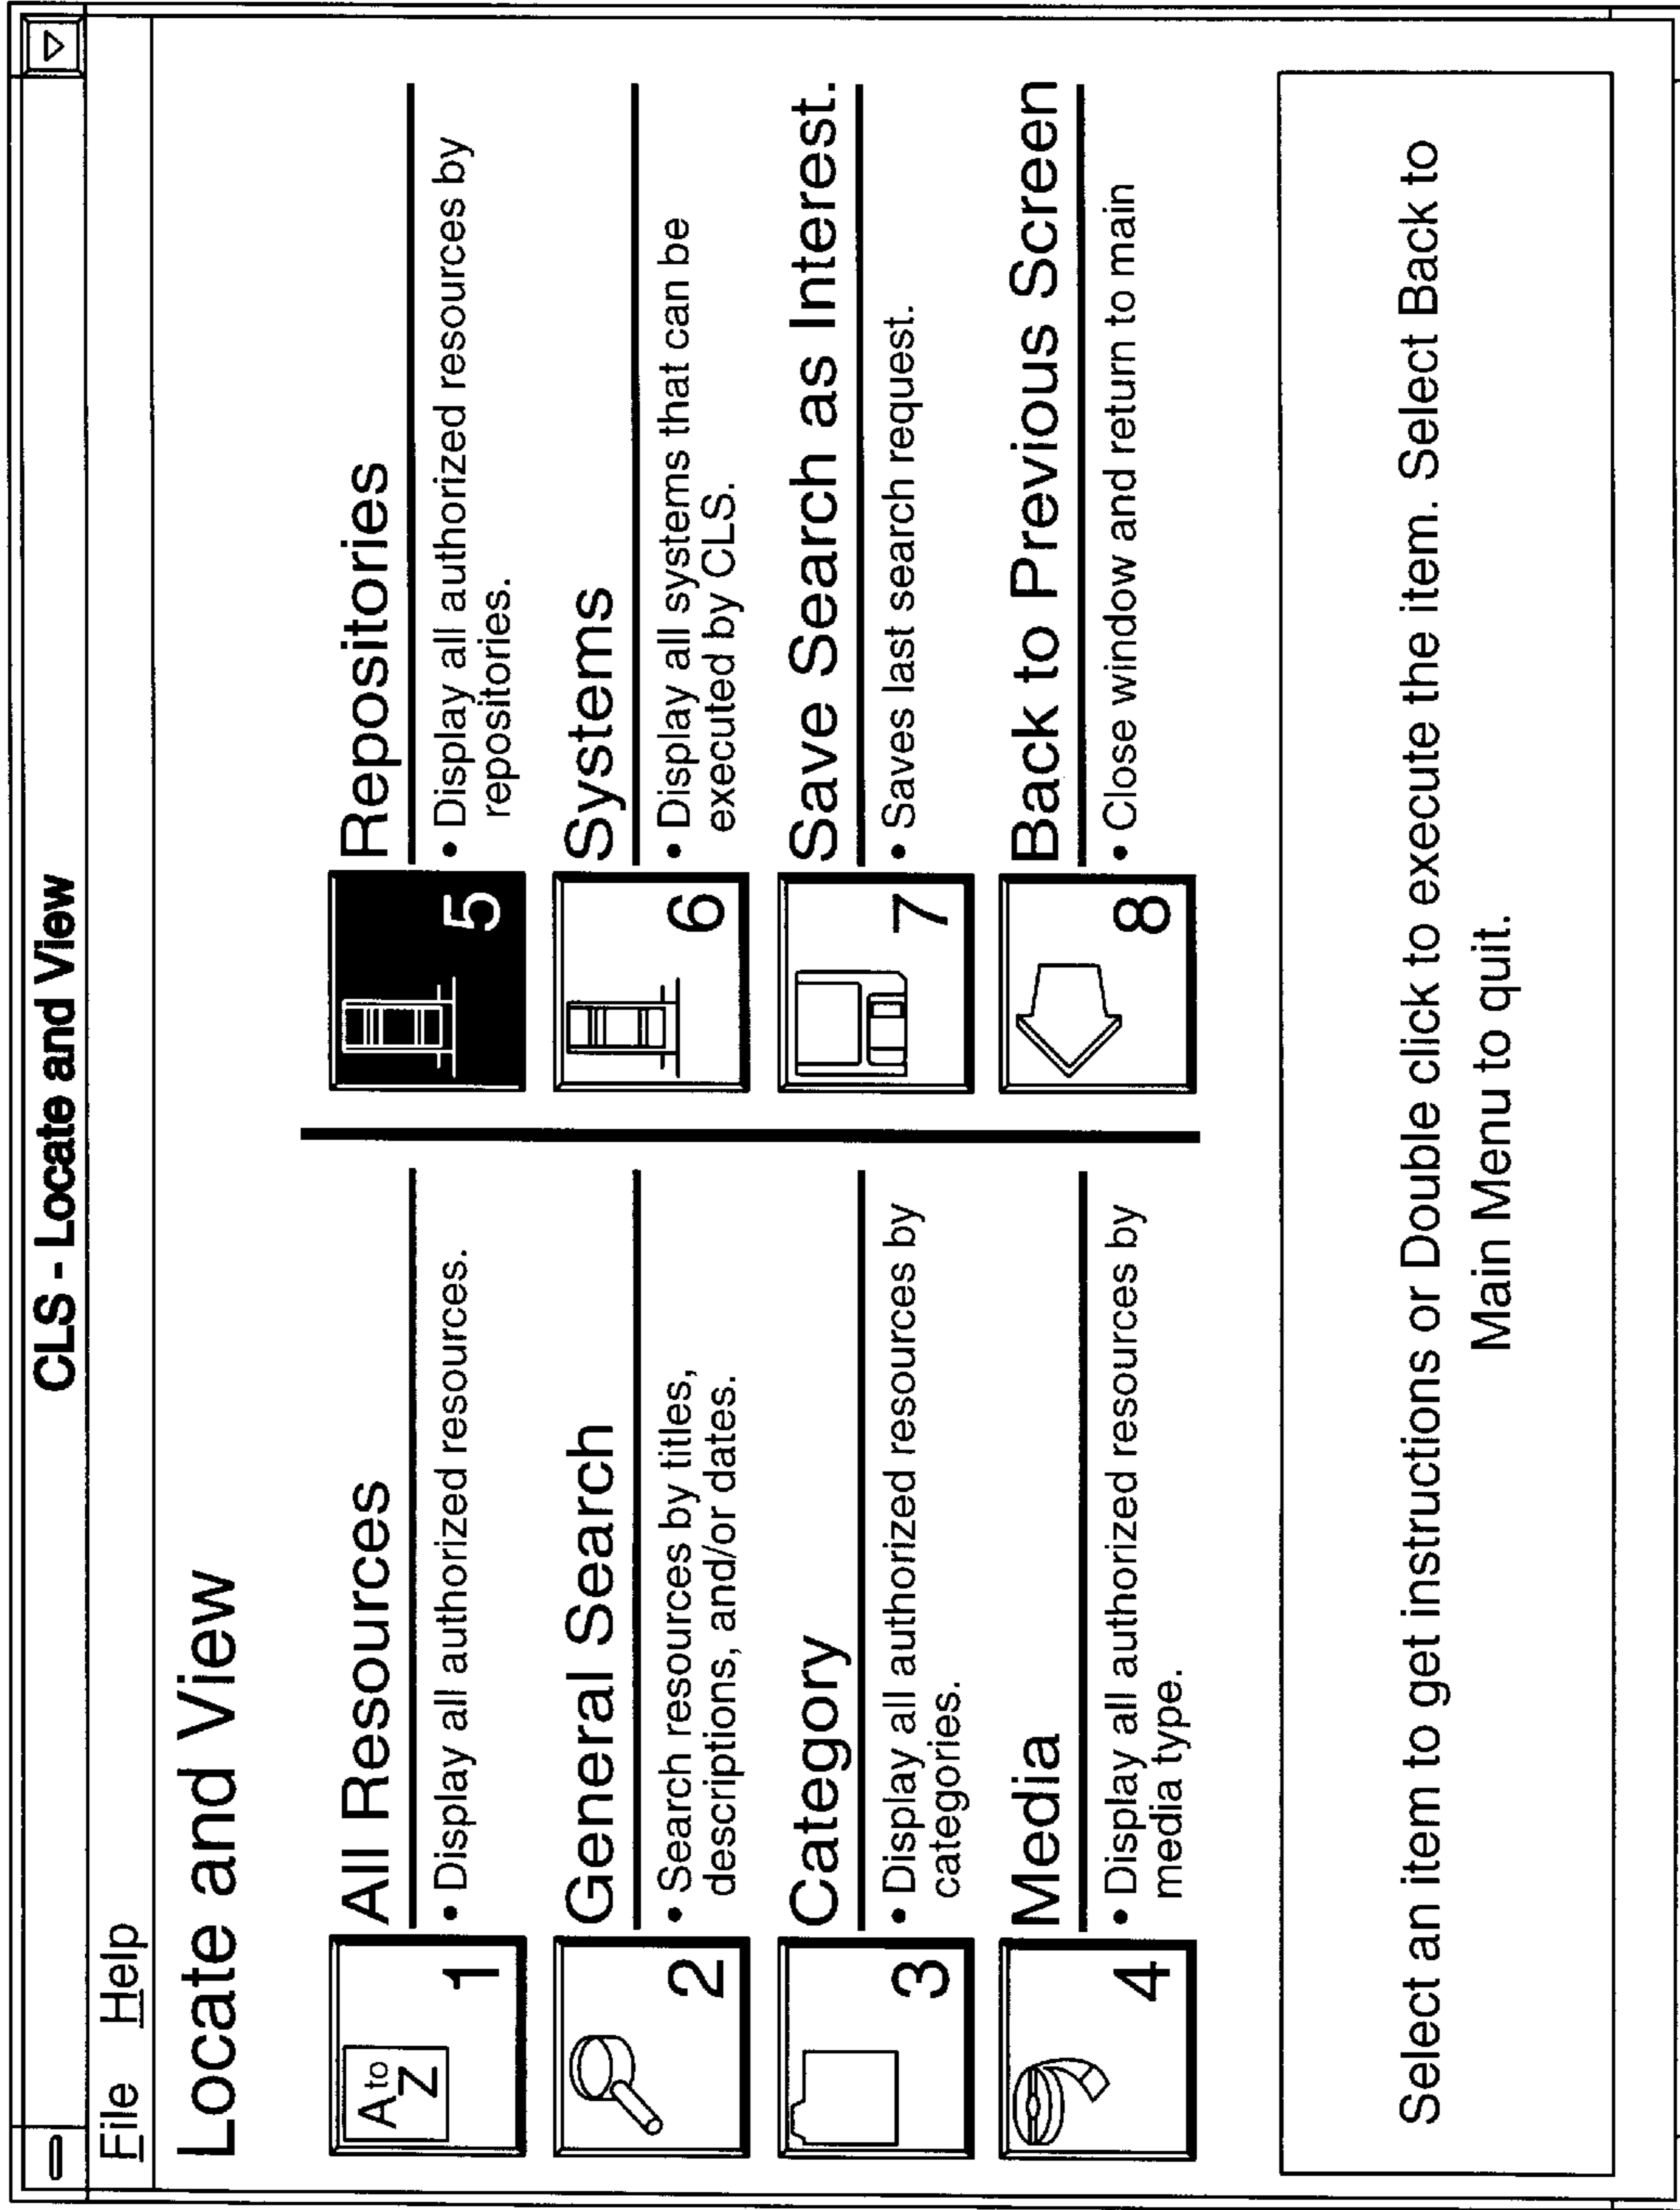 CLS - Locate and View
File Help
Locate and View
A to
Z
1
All Resources
• Display all authorized resources.
2
General Search
• Search resources by titles,
descriptions, and/or dates.
3
Category
• Display all authorized resources by
categories.
4
Media
• Display all authorized resources by
media type.
5
Repositories
• Display all authorized resources by
repositories.
6
Systems
• Display all systems that can be
executed by CLS.
7
Save Search as Interest.
• Saves last search request.
8
Back to Previous Screen
• Close window and return to main
Select an item to get instructions or Double click to execute the item. Select Back to
Main Menu to quit.